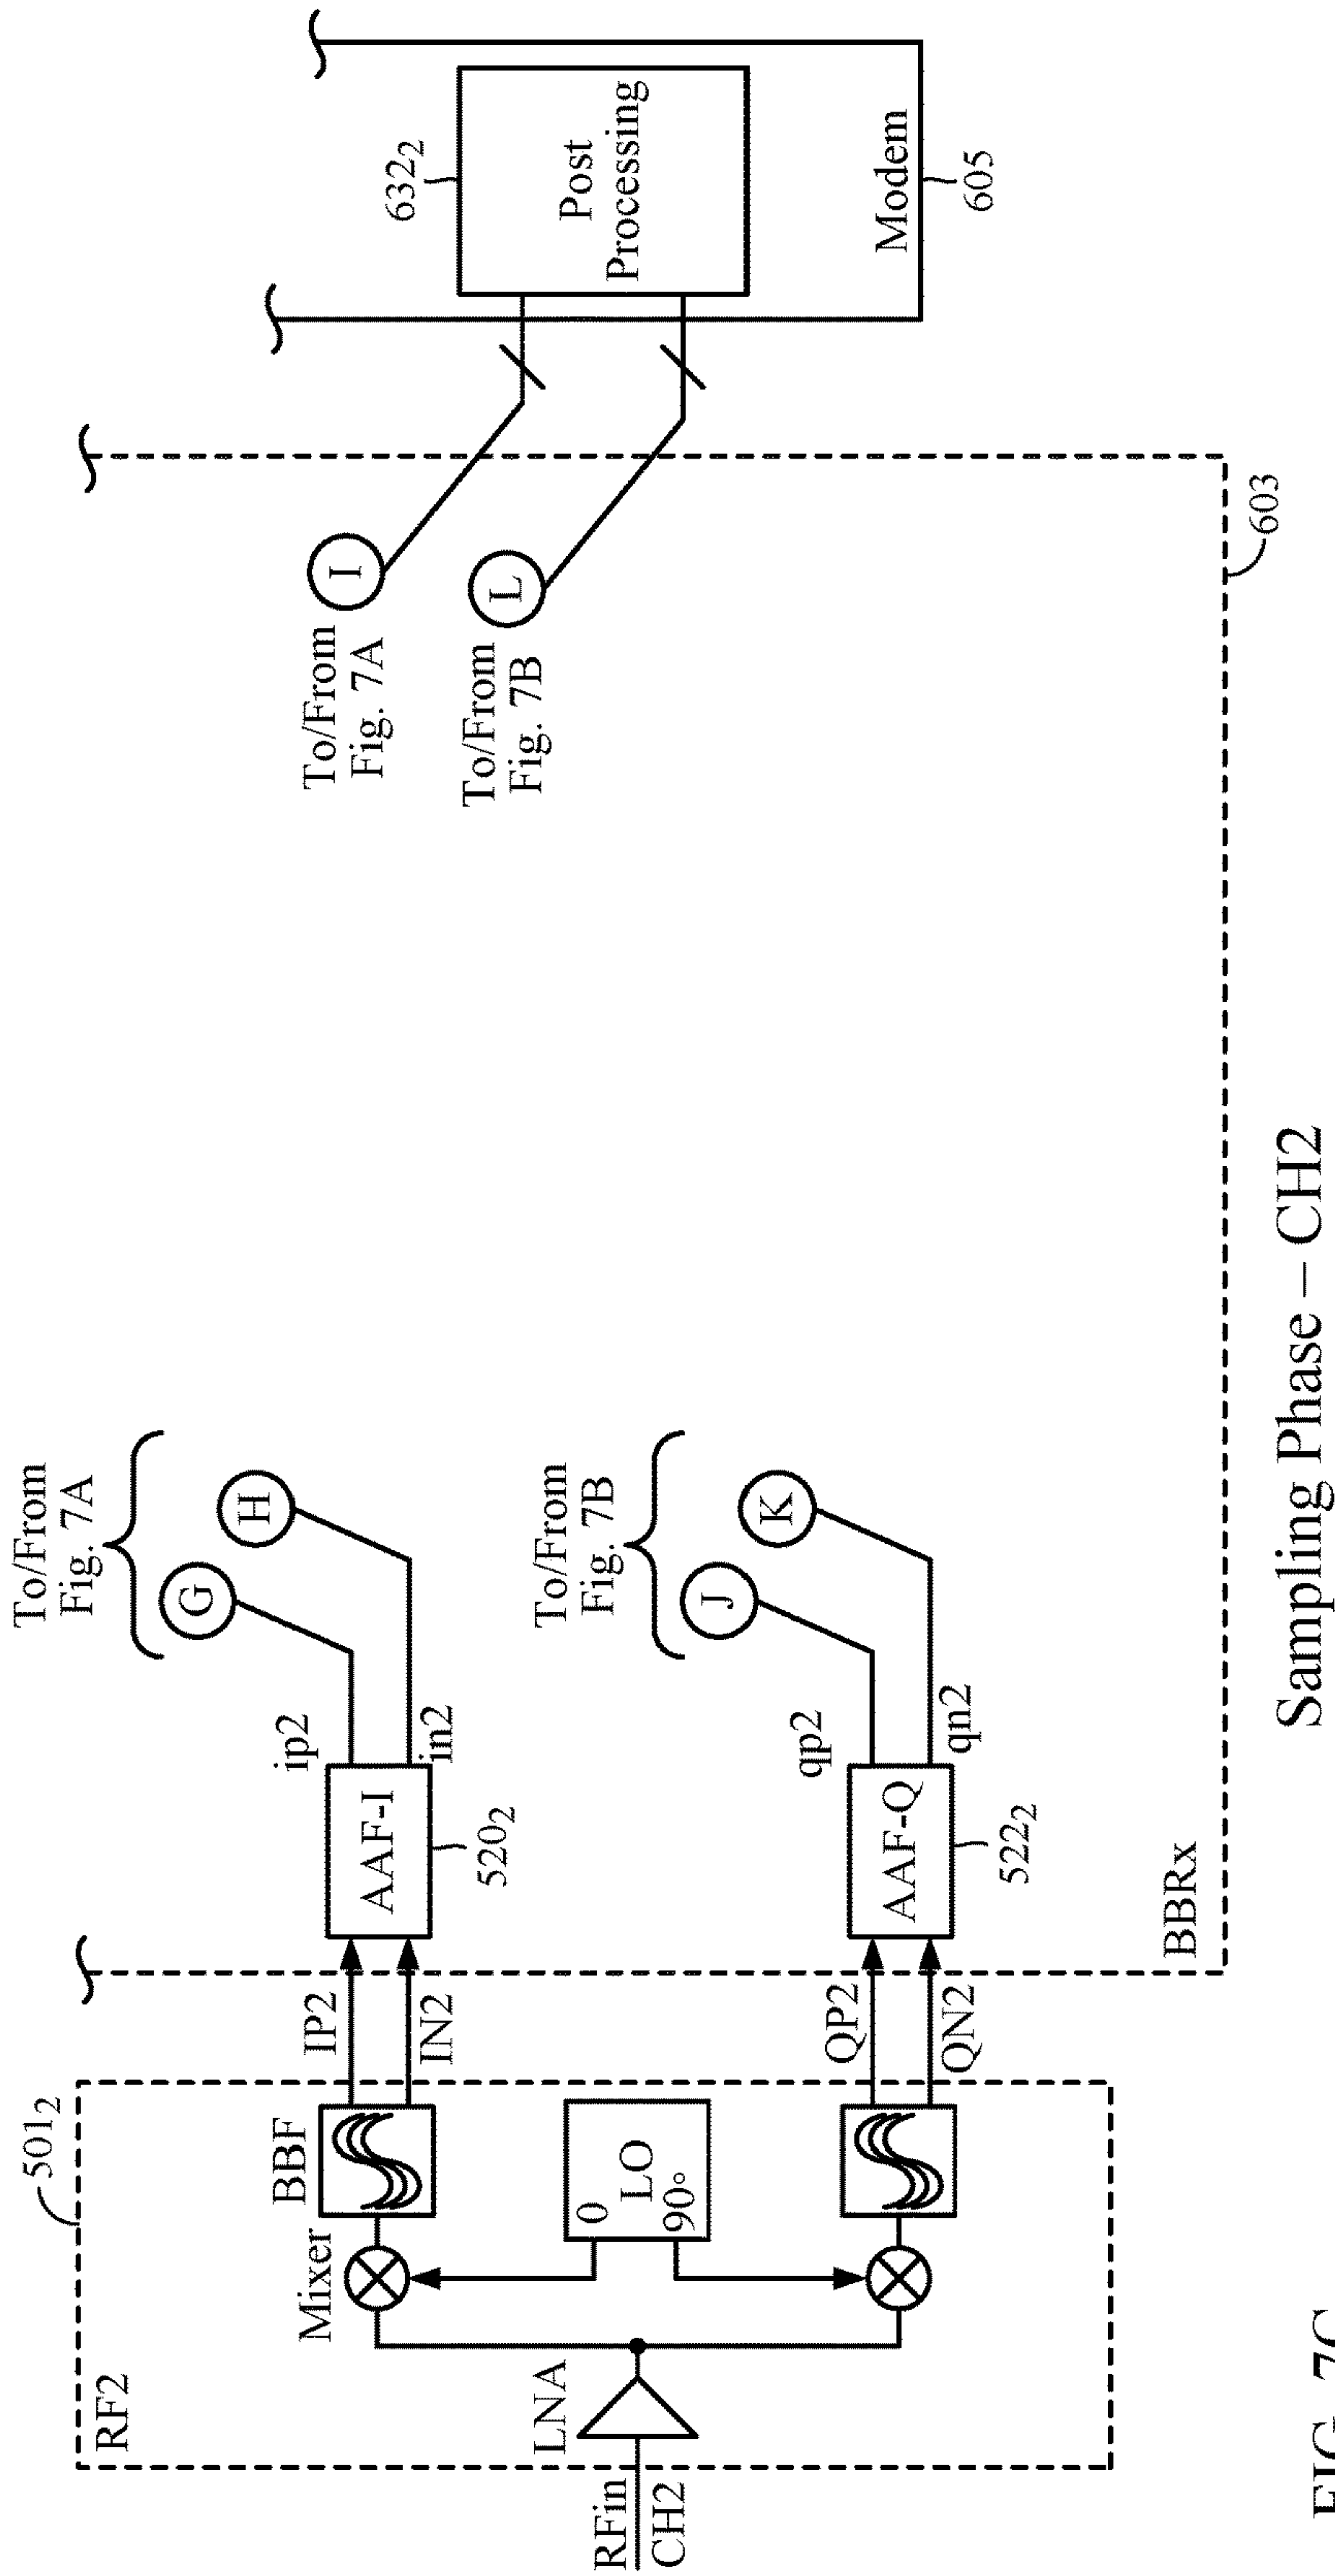 501₂
RF2
RFin
CH2
LNA
Mixer
BBF
0
LO
90°
IP2
IN2
QP2
QN2
AAF-I
520₂
ip2
in2
To/From
Fig. 7A
G
H
AAF-Q
522₂
qp2
qn2
To/From
Fig. 7B
J
K
BBRx
To/From
Fig. 7A
I
To/From
Fig. 7B
L
603
632₂
Post
Processing
Modem
605
Sampling Phase – CH2
FIG. 7C